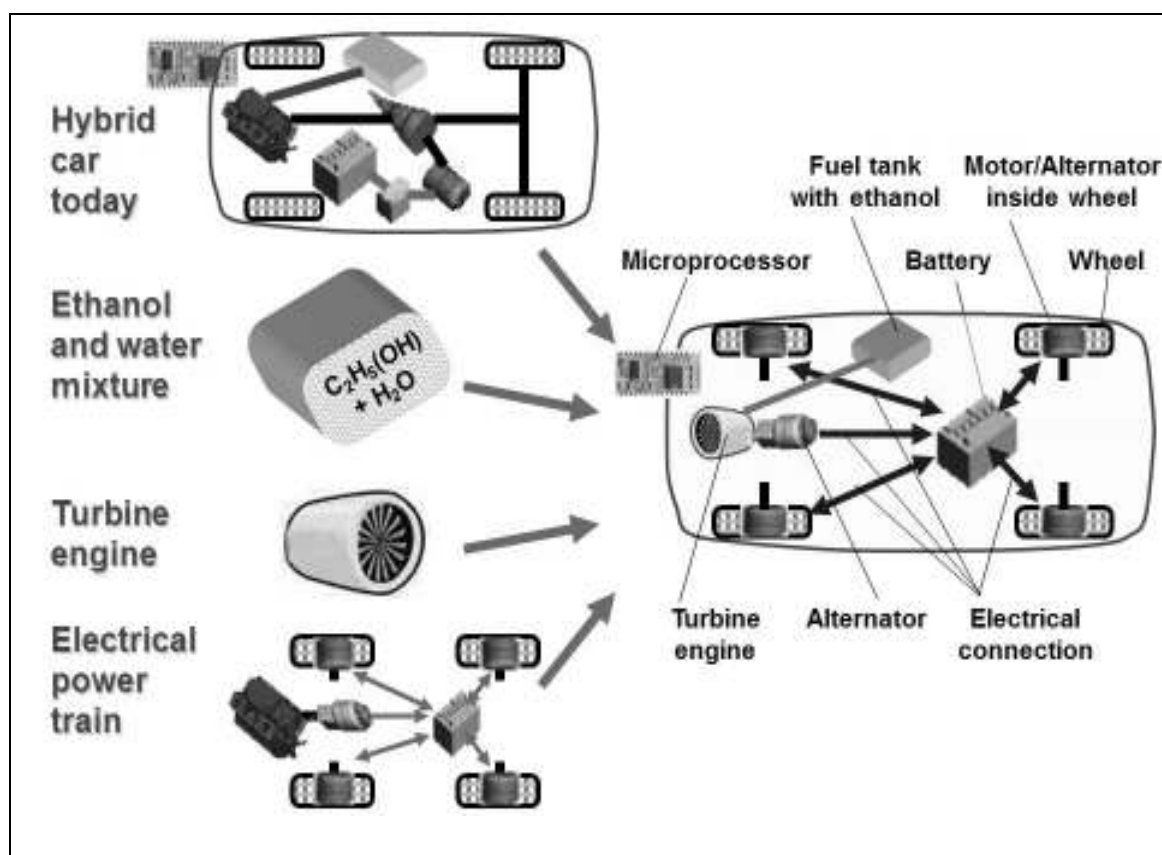 Hybrid
car
today
Ethanol
and water
mixture
C₂H₅(OH)
+ H₂O
Turbine
engine
Electrical
power
train
Fuel tank
with ethanol
Motor/Alternator
inside wheel
Microprocessor
Battery
Wheel
Turbine
engine
Alternator
Electrical
connection